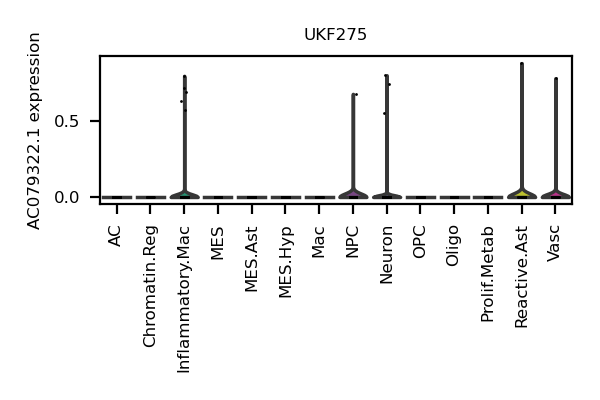 UKF275
AC079322.1 expression
0.5
0.0
AC
Chromatin.Reg
Inflammatory.Mac
MES
MES.Ast
MES.Hyp
Mac
NPC
Neuron
OPC
Oligo
Prolif.Metab
Reactive.Ast
Vasc